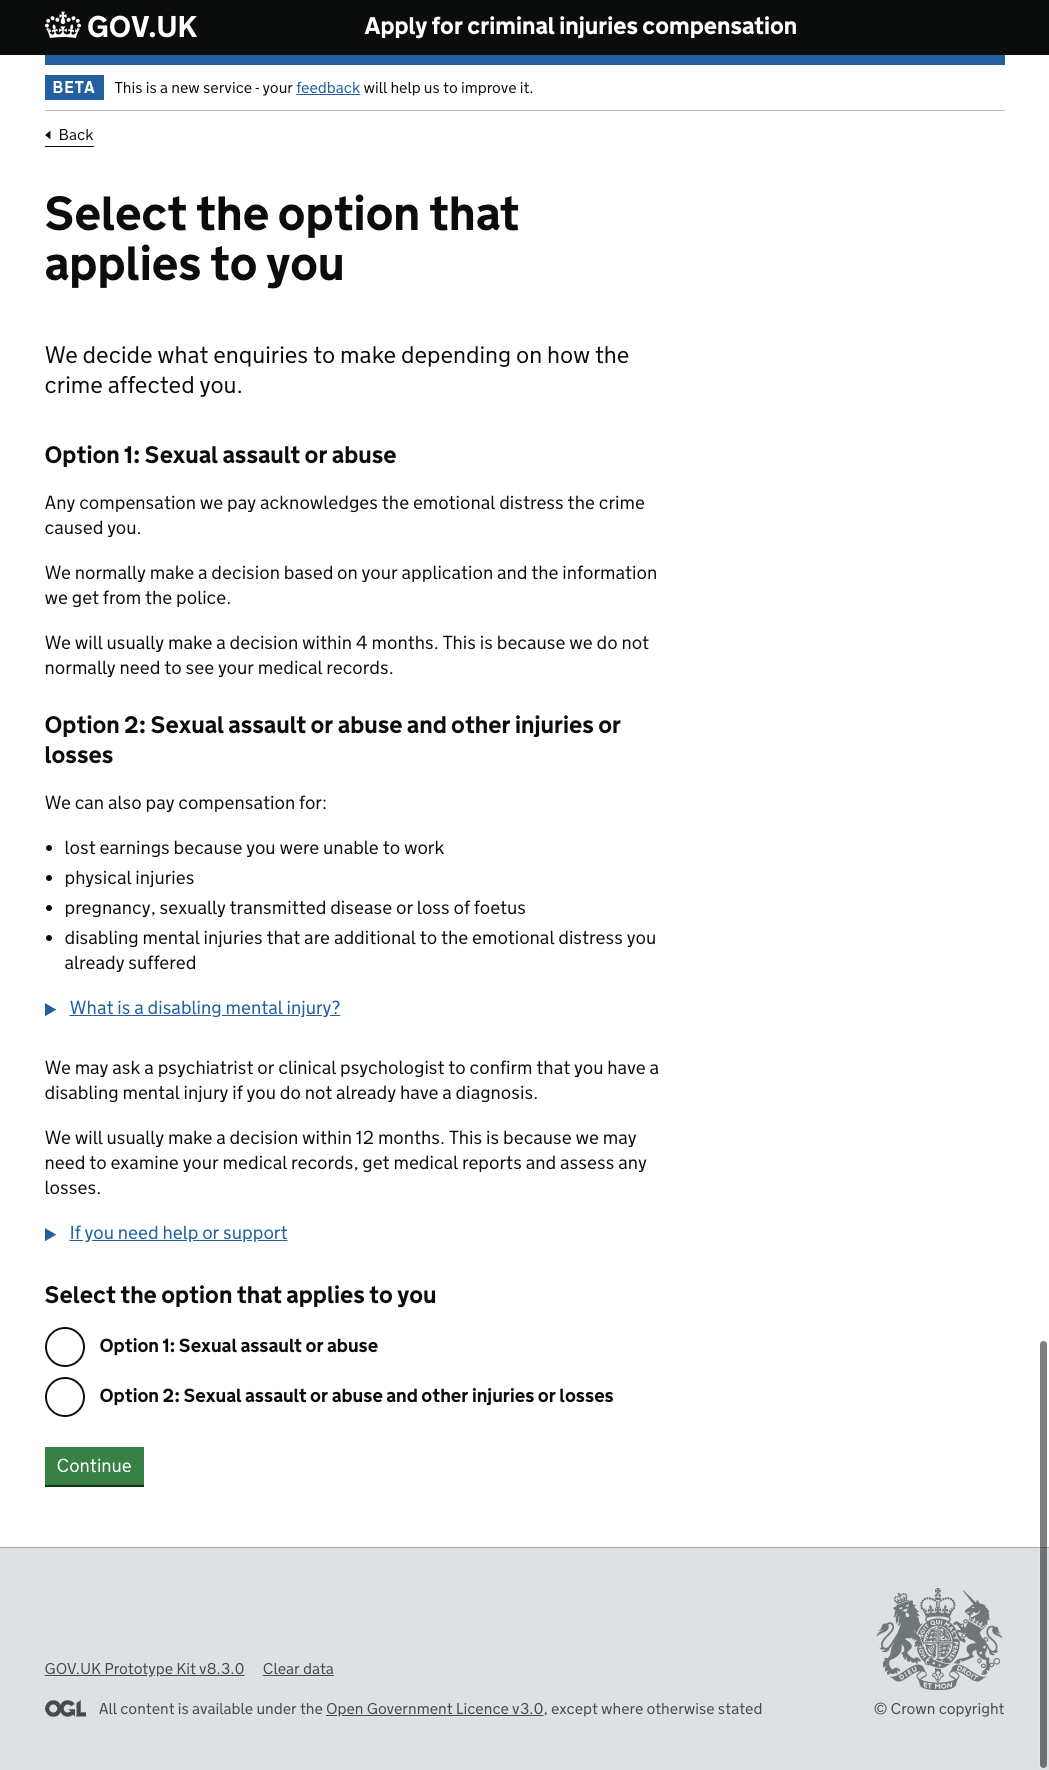 GOV.UK
Apply for criminal injuries compensation
BETA This is a new service - your feedback will help us to improve it.
Back
Select the option that
applies to you
We decide what enquiries to make depending on how the
crime affected you.
Option 1: Sexual assault or abuse
Any compensation we pay acknowledges the emotional distress the crime
caused you.
We normally make a decision based on your application and the information
we get from the police.
We will usually make a decision within 4 months. This is because we do not
normally need to see your medical records.
Option 2: Sexual assault or abuse and other injuries or
losses
We can also pay compensation for:
• lost earnings because you were unable to work
• physical injuries
• pregnancy, sexually transmitted disease or loss of foetus
• disabling mental injuries that are additional to the emotional distress you
already suffered
What is a disabling mental injury?
We may ask a psychiatrist or clinical psychologist to confirm that you have a
disabling mental injury if you do not already have a diagnosis.
We will usually make a decision within 12 months. This is because we may
need to examine your medical records, get medical reports and assess any
losses.
If you need help or support
Select the option that applies to you
Option 1: Sexual assault or abuse
Option 2: Sexual assault or abuse and other injuries or losses
Continue
GOV.UK Prototype Kit v8.3.0 Clear data
OGL All content is available under the Open Government Licence v3.0, except where otherwise stated
DIEU ET MON DROIT
© Crown copyright